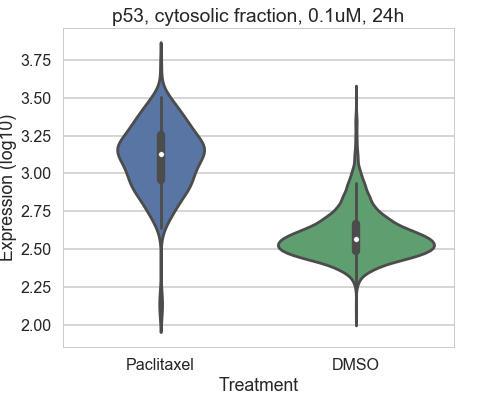 p53, cytosolic fraction, 0.1uM, 24h
Expression (log10)
3.75
3.50
3.25
3.00
2.75
2.50
2.25
2.00
Paclitaxel
DMSO
Treatment